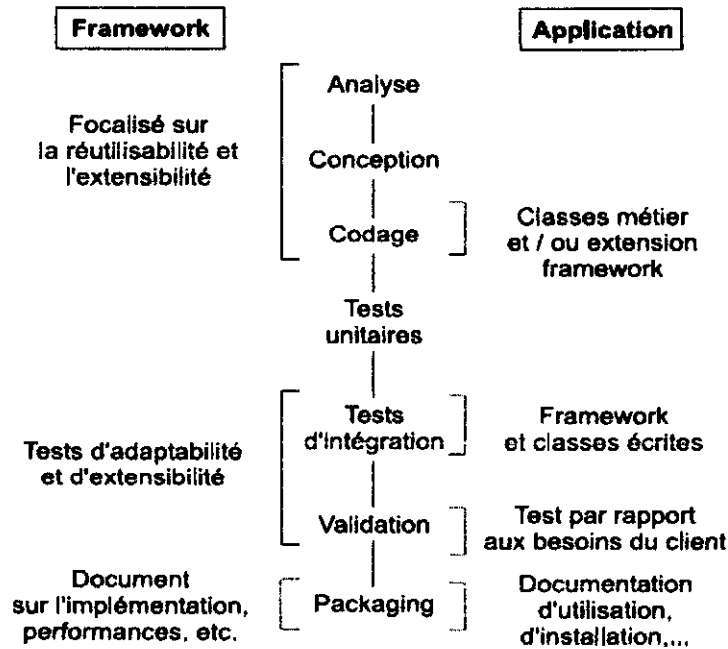 Framework
Application
Analyse
Focalisé sur
la réutilisabilité et
l'extensibilité
Conception
Codage
Classes métier
et / ou extension
framework
Tests
unitaires
Tests
d'intégration
Framework
et classes écrites
Tests d'adaptabilité
et d'extensibilité
Validation
Test par rapport
aux besoins du client
Document
sur l'implémentation,
performances, etc.
Packaging
Documentation
d'utilisation,
d'installation,...